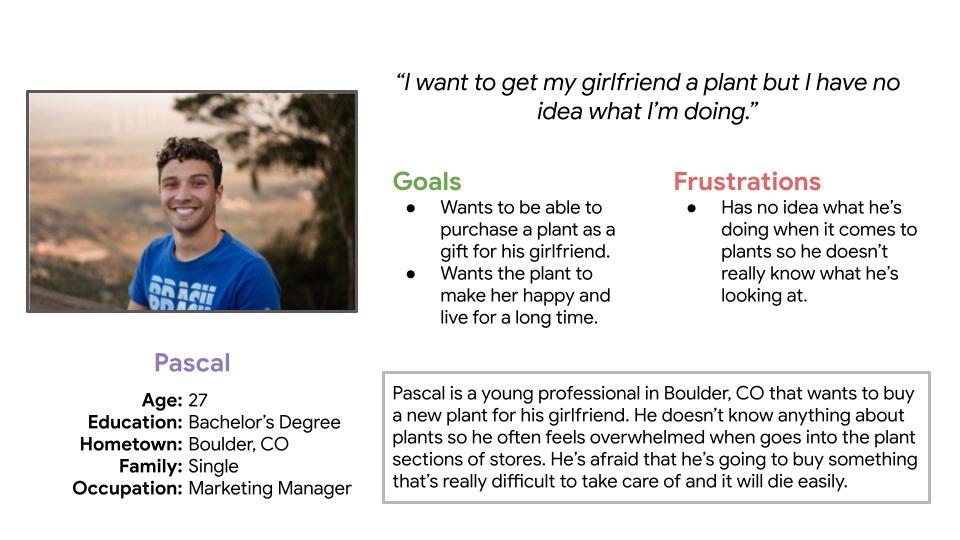 “I want to get my girlfriend a plant but I have no
idea what I’m doing.”
Goals
● Wants to be able to
purchase a plant as a
gift for his girlfriend.
● Wants the plant to
make her happy and
live for a long time.
Frustrations
● Has no idea what he’s
doing when it comes to
plants so he doesn’t
really know what he’s
looking at.
Pascal
Age: 27
Education: Bachelor’s Degree
Hometown: Boulder, CO
Family: Single
Occupation: Marketing Manager
Pascal is a young professional in Boulder, CO that wants to buy
a new plant for his girlfriend. He doesn’t know anything about
plants so he often feels overwhelmed when goes into the plant
sections of stores. He’s afraid that he’s going to buy something
that’s really difficult to take care of and it will die easily.